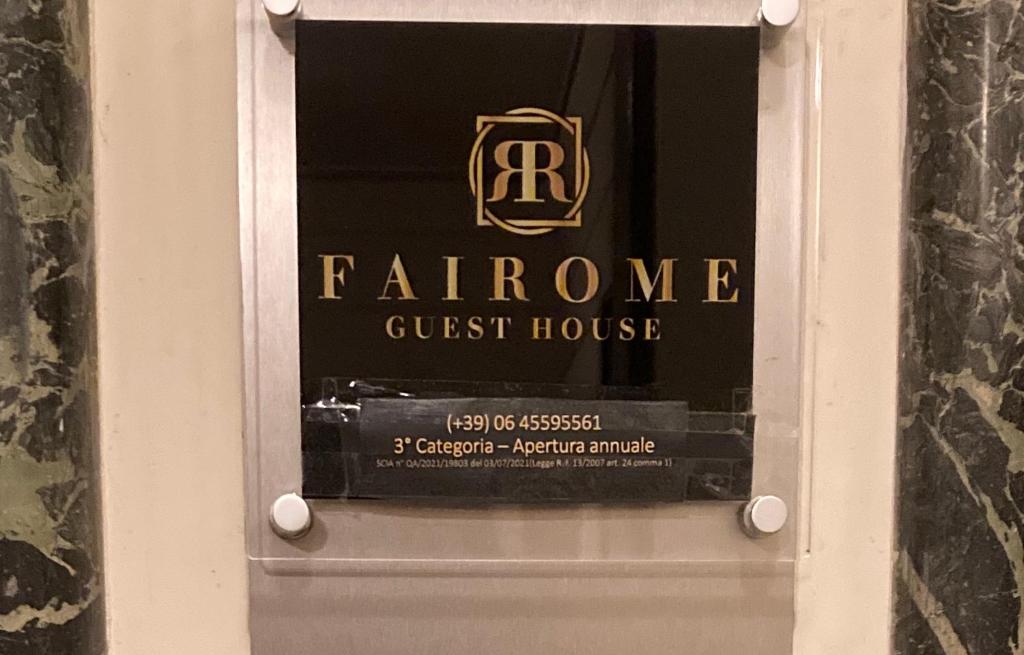 FAIROME
GUEST HOUSE
(+39) 06 45595561
3° Categoria – Apertura annuale
SCIA n° QA/2021/19803 del 03/07/2021(Legge R.f. 13/2007 art. 24 comma 1)